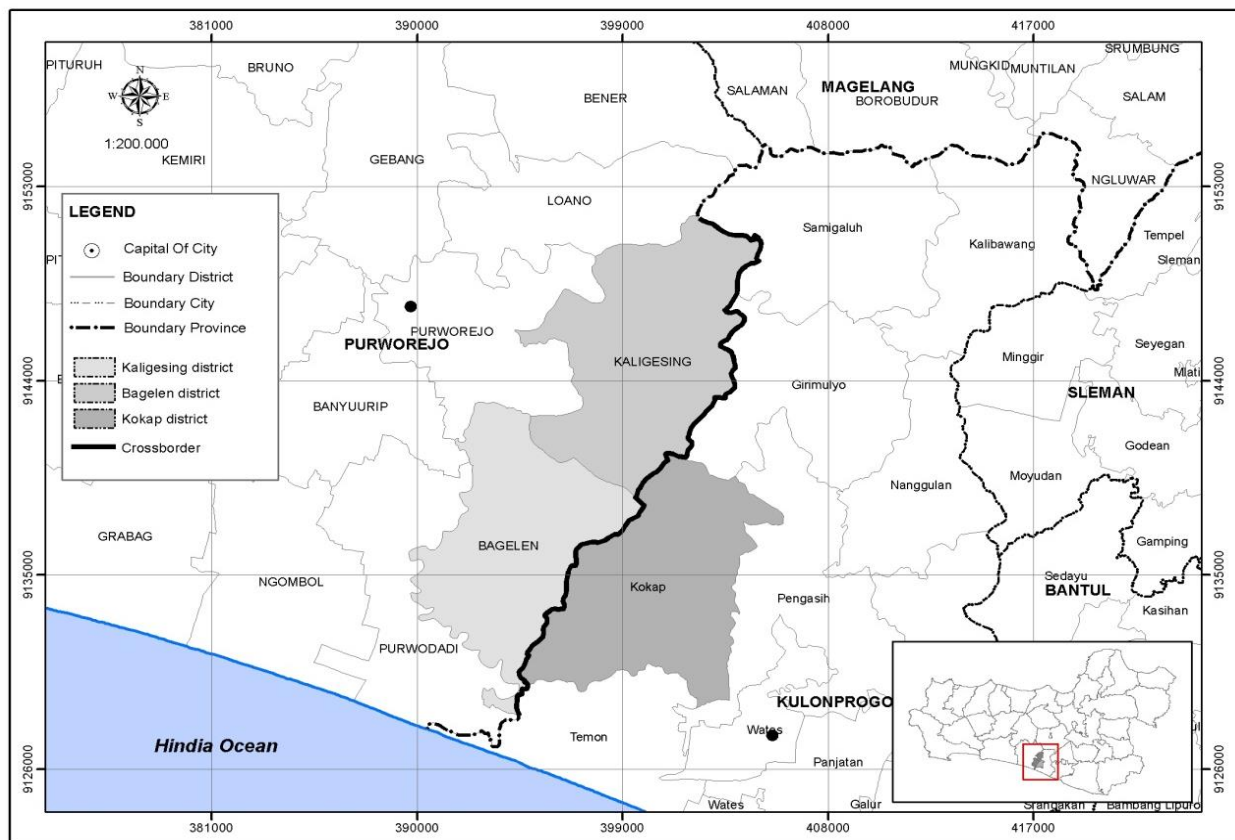 381000
390000
399000
408000
417000
PITURUH
BRUNO
BENER
SALAMAN
MAGELANG
BOROBUDUR
MUNGKID
MUNTILAN
SRUMBUNG
SALAM
N
W
E
S
1:200.000
KEMIRI
GEBANG
LOANO
NGLUWAR
9153000
9153000
LEGEND
Capital Of City
Boundary District
Boundary City
Boundary Province
Kaligesing district
Bagelen district
Kokap district
Crossborder
PIT
Samigaluh
Kalibawang
Tempel
Sleman
PURWOREJO
PURWOREJO
KALIGESING
Girimulyo
Minggir
Seyegan
Mlati
9144000
9144000
SLEMAN
BANYUURIP
Godean
Nanggulan
Moyudan
GRABAG
BAGELEN
Gamping
9135000
9135000
NGOMBOL
Kokap
Pengasih
Sedayu
BANTUL
Kasihan
PURWODADI
KULONPROGO
Hindia Ocean
Temon
Wates
Panjatan
9126000
9126000
Wates
Galur
Srangakan
Bambang Lipuro
381000
390000
399000
408000
417000